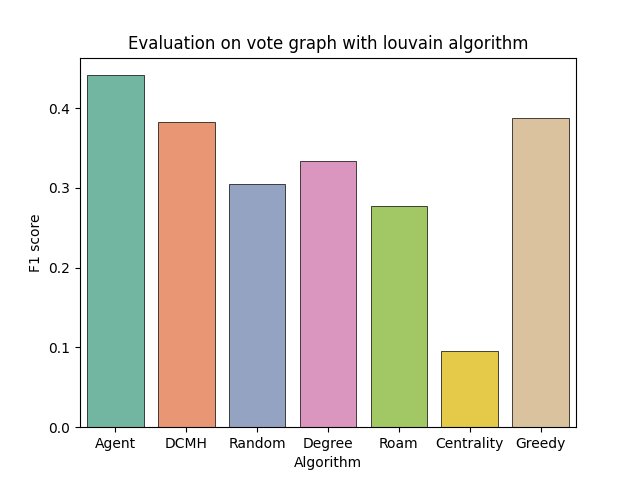 Evaluation on vote graph with louvain algorithm
F1 score
0.4
0.3
0.2
0.1
0.0
Agent DCMH Random Degree Roam Centrality Greedy
Algorithm